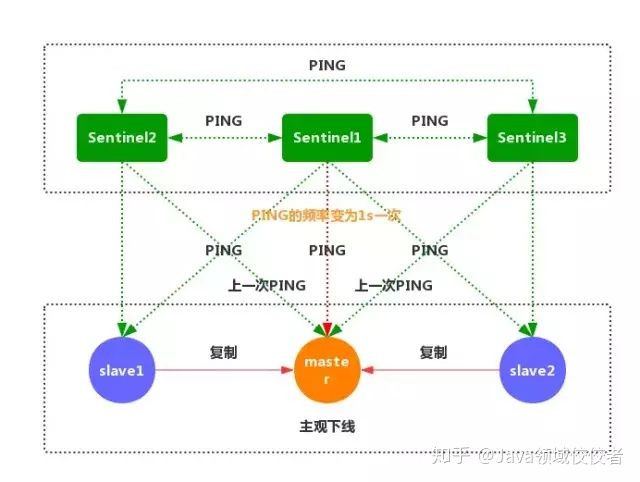 PING
Sentinel2
PING
Sentinel1
PING
Sentinel3
PING的频率变为1s一次
PING
PING
PING
上一次PING
上一次PING
slave1
复制
maste
r
复制
slave2
主观下线
知乎 @Java领域佼佼者